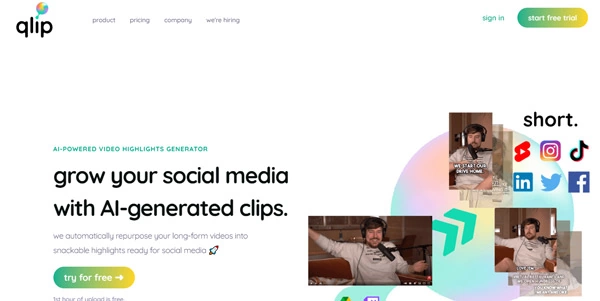 qlip
product pricing company we're hiring
sign in
start free trial
AI-POWERED VIDEO HIGHLIGHTS GENERATOR
grow your social media
with AI-generated clips.
we automatically repurpose your long-form videos into
snackable highlights ready for social media 🚀
try for free ➔
1st hour of upload is free
short.
WE START OUR
DRIVE HOME
in
f